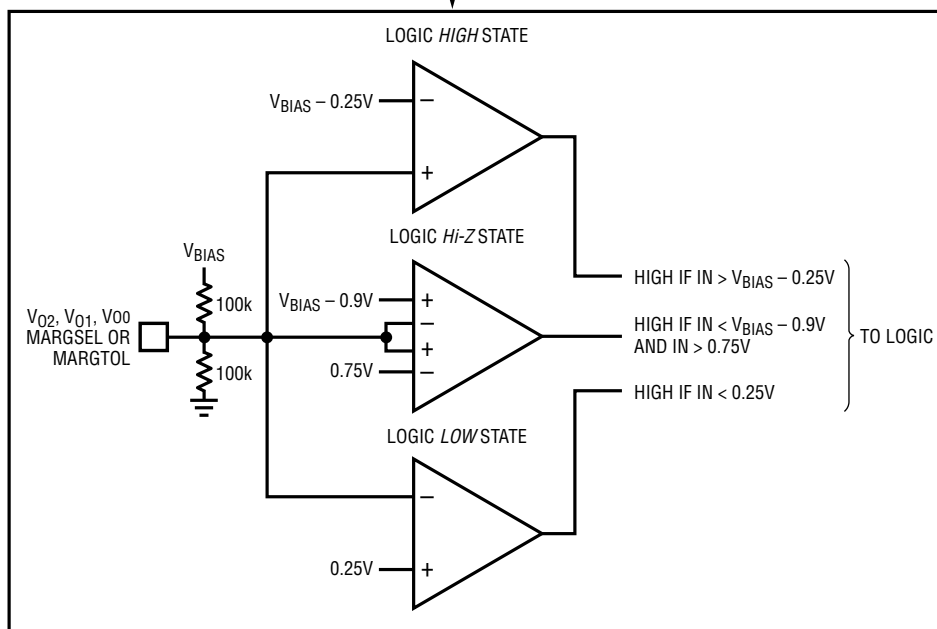 LOGIC HIGH STATE
VBIAS – 0.25V
–
+
LOGIC Hi-Z STATE
VBIAS
100k
VBIAS – 0.9V
+
–
+
–
0.75V
VO2, VO1, VO0
MARGSEL OR
MARGTOL
100k
HIGH IF IN > VBIAS – 0.25V
HIGH IF IN < VBIAS – 0.9V
AND IN > 0.75V
HIGH IF IN < 0.25V
TO LOGIC
LOGIC LOW STATE
–
0.25V
+